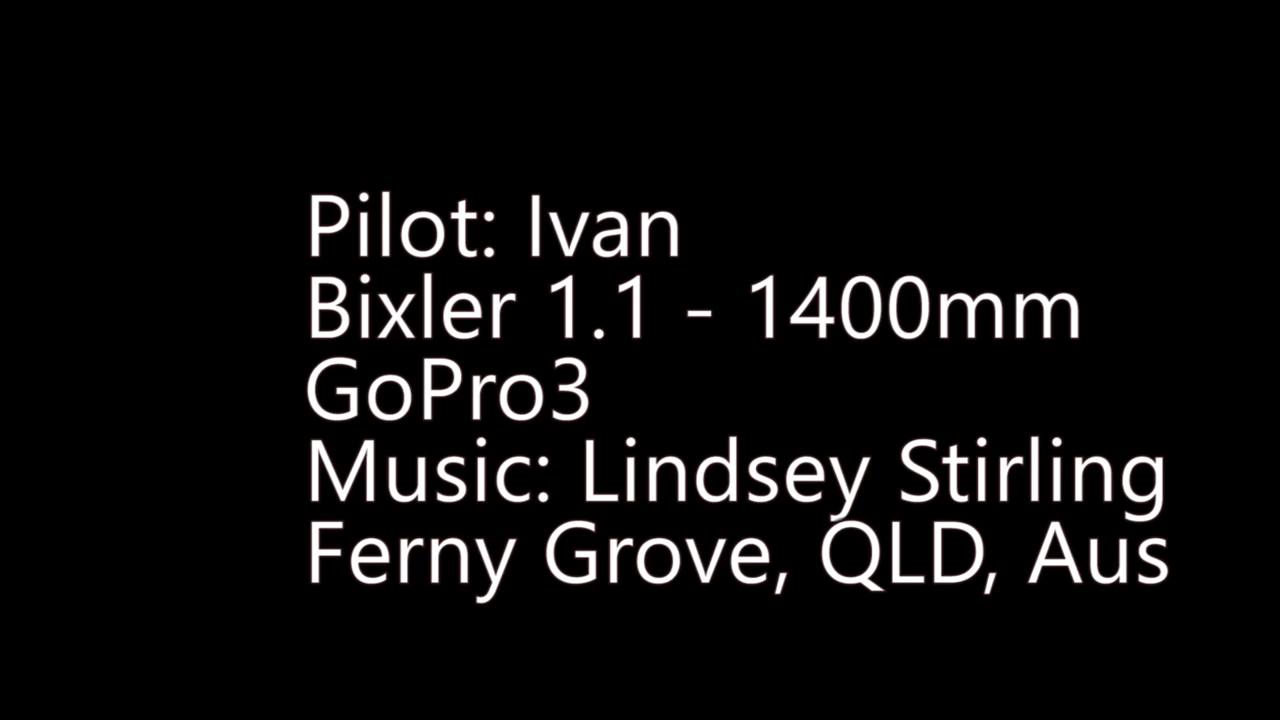 Pilot: Ivan
Bixler 1.1 - 1400mm
GoPro3
Music: Lindsey Stirling
Ferny Grove, QLD, Aus